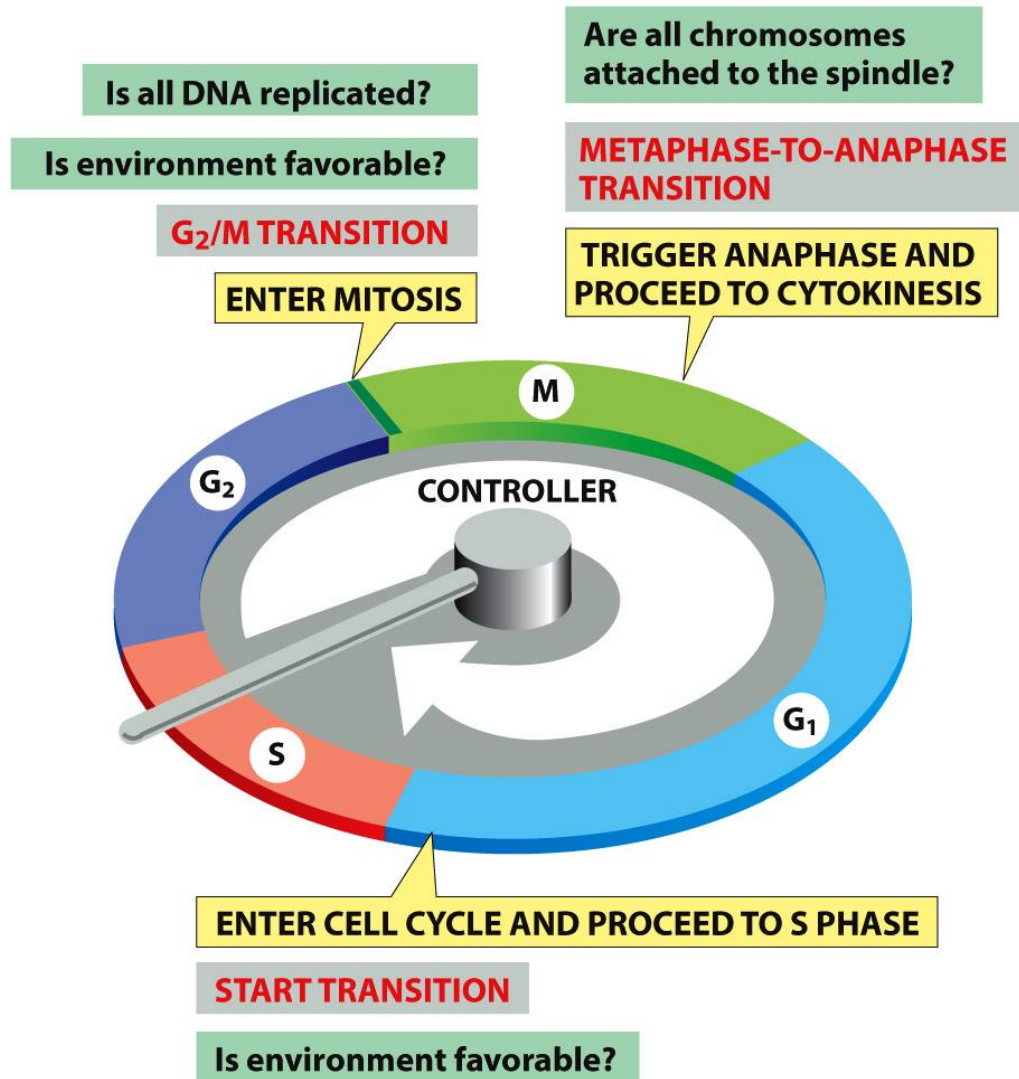 Is all DNA replicated?
Is environment favorable?
G₂/M TRANSITION
ENTER MITOSIS
Are all chromosomes
attached to the spindle?
METAPHASE-TO-ANAPHASE
TRANSITION
TRIGGER ANAPHASE AND
PROCEED TO CYTOKINESIS
M
G₂
CONTROLLER
G₁
S
ENTER CELL CYCLE AND PROCEED TO S PHASE
START TRANSITION
Is environment favorable?